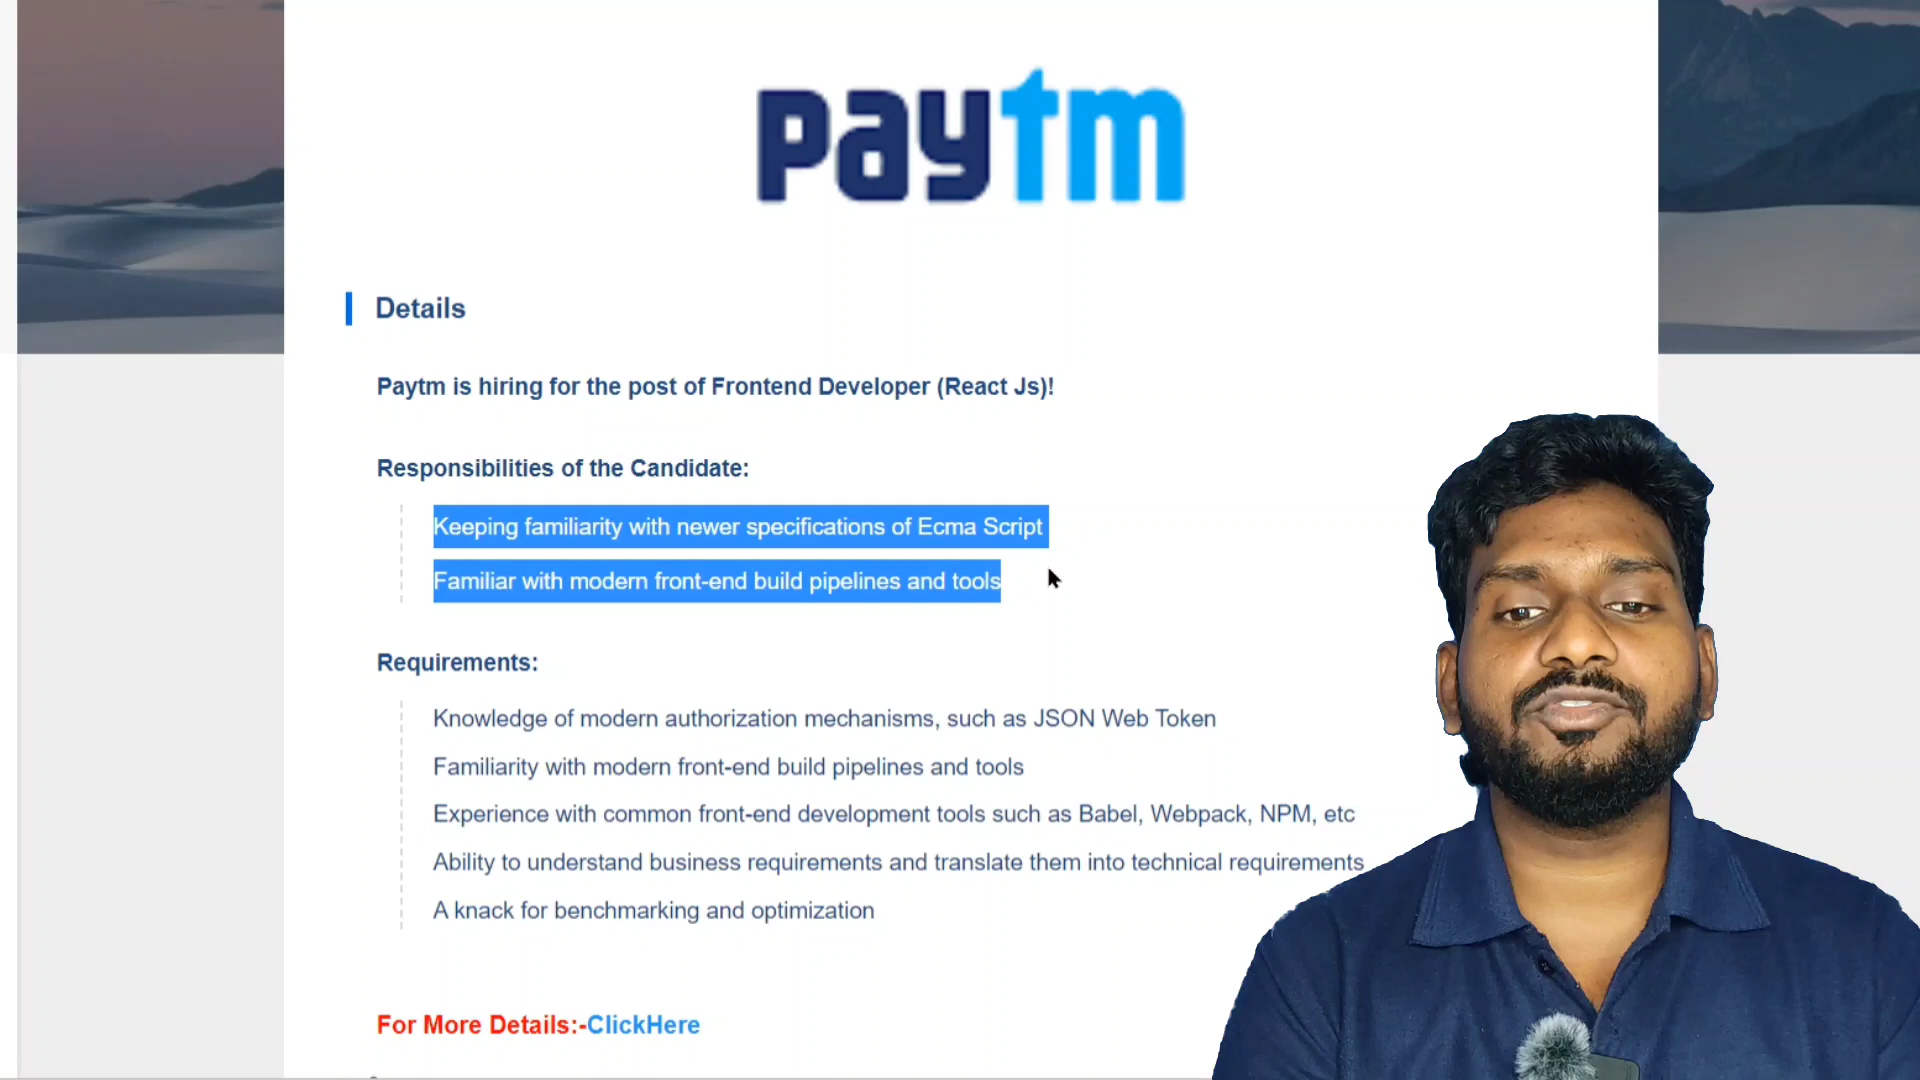 paytm
Details
Paytm is hiring for the post of Frontend Developer (React Js)!
Responsibilities of the Candidate:
Keeping familiarity with newer specifications of Ecma Script
Familiar with modern front-end build pipelines and tools
Requirements:
Knowledge of modern authorization mechanisms, such as JSON Web Token
Familiarity with modern front-end build pipelines and tools
Experience with common front-end development tools such as Babel, Webpack, NPM, etc
Ability to understand business requirements and translate them into technical requirements
A knack for benchmarking and optimization
For More Details:-ClickHere